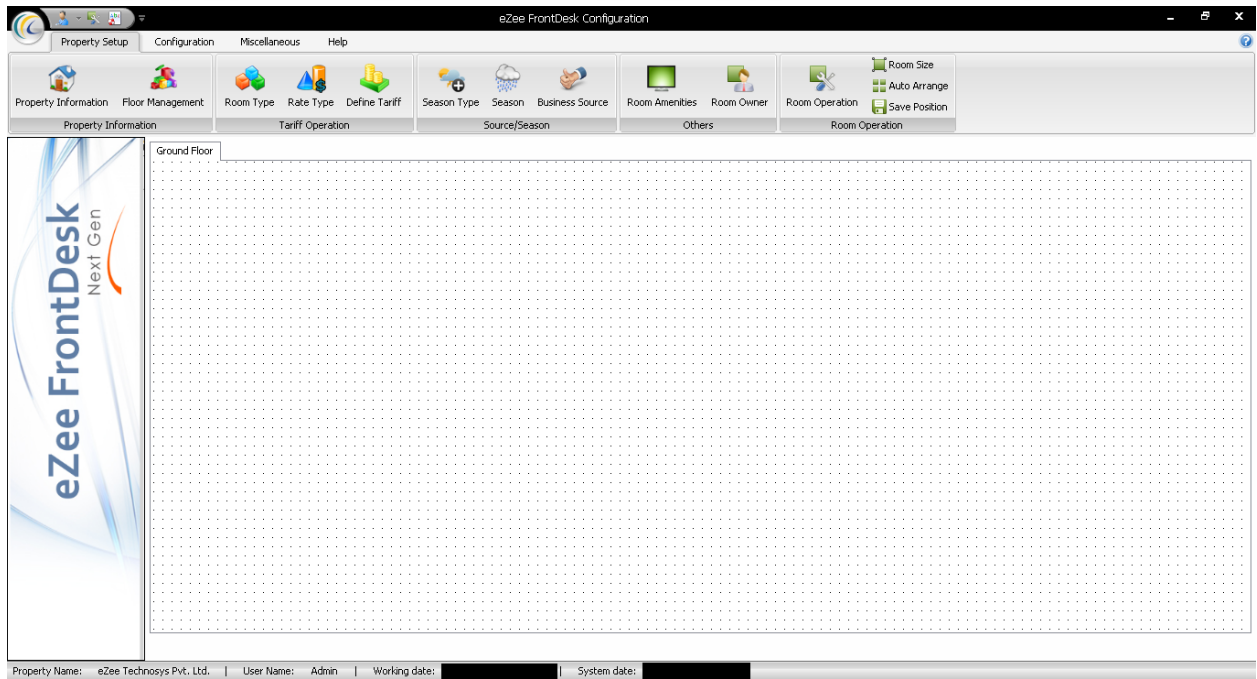 eZee FrontDesk Configuration
Property Setup Configuration Miscellaneous Help
Property Information Floor Management Room Type Rate Type Define Tariff Season Type Season Business Source Room Amenities Room Owner Room Operation
Room Size
Auto Arrange
Save Position
Property Information Tariff Operation Source/Season Others Room Operation
Ground Floor
eZee FrontDesk
Next Gen
Property Name: eZee Technosys Pvt. Ltd. | User Name: Admin | Working date: | System date: